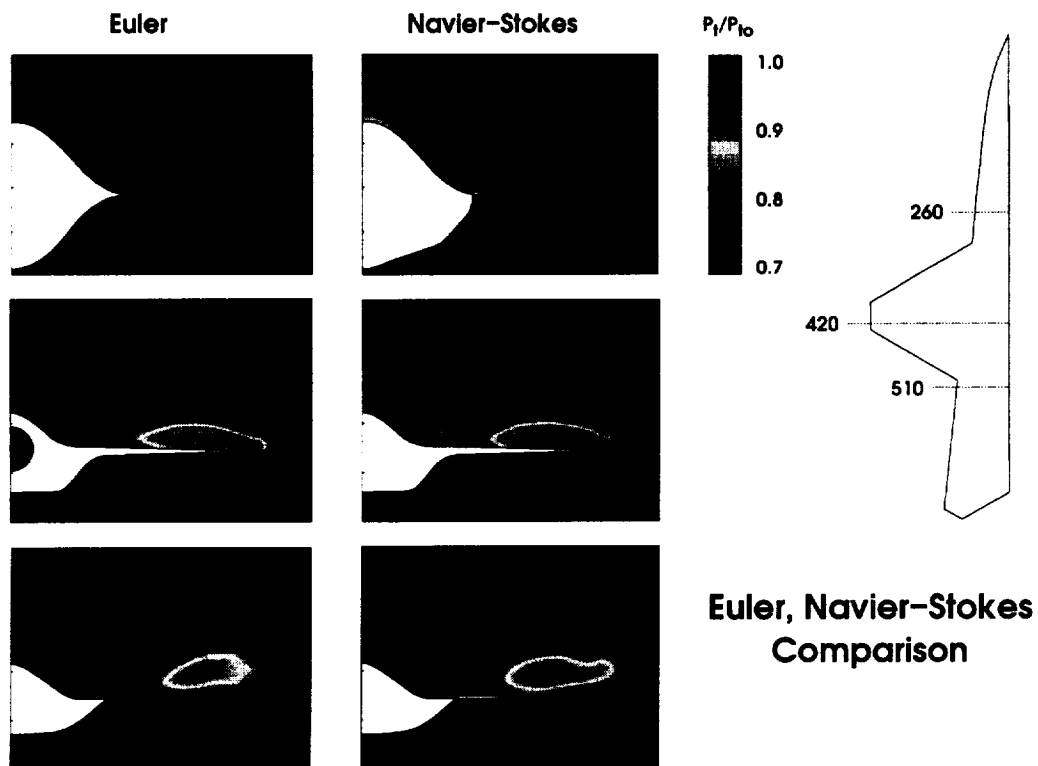 Euler
Navier–Stokes
Pt/Pto
1.0
0.9
0.8
0.7
260
420
510
Euler, Navier–Stokes
Comparison